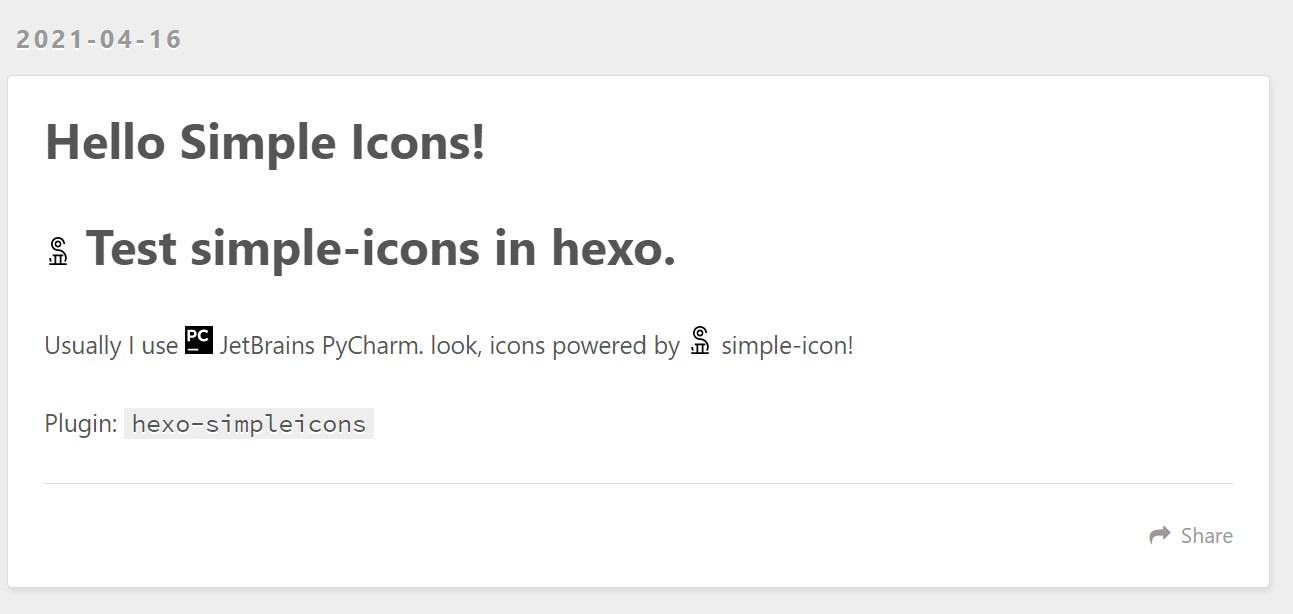 2021-04-16
Hello Simple Icons!
Test simple-icons in hexo.
Usually I use PC JetBrains PyCharm. look, icons powered by simple-icon!
Plugin: hexo-simpleicons
Share